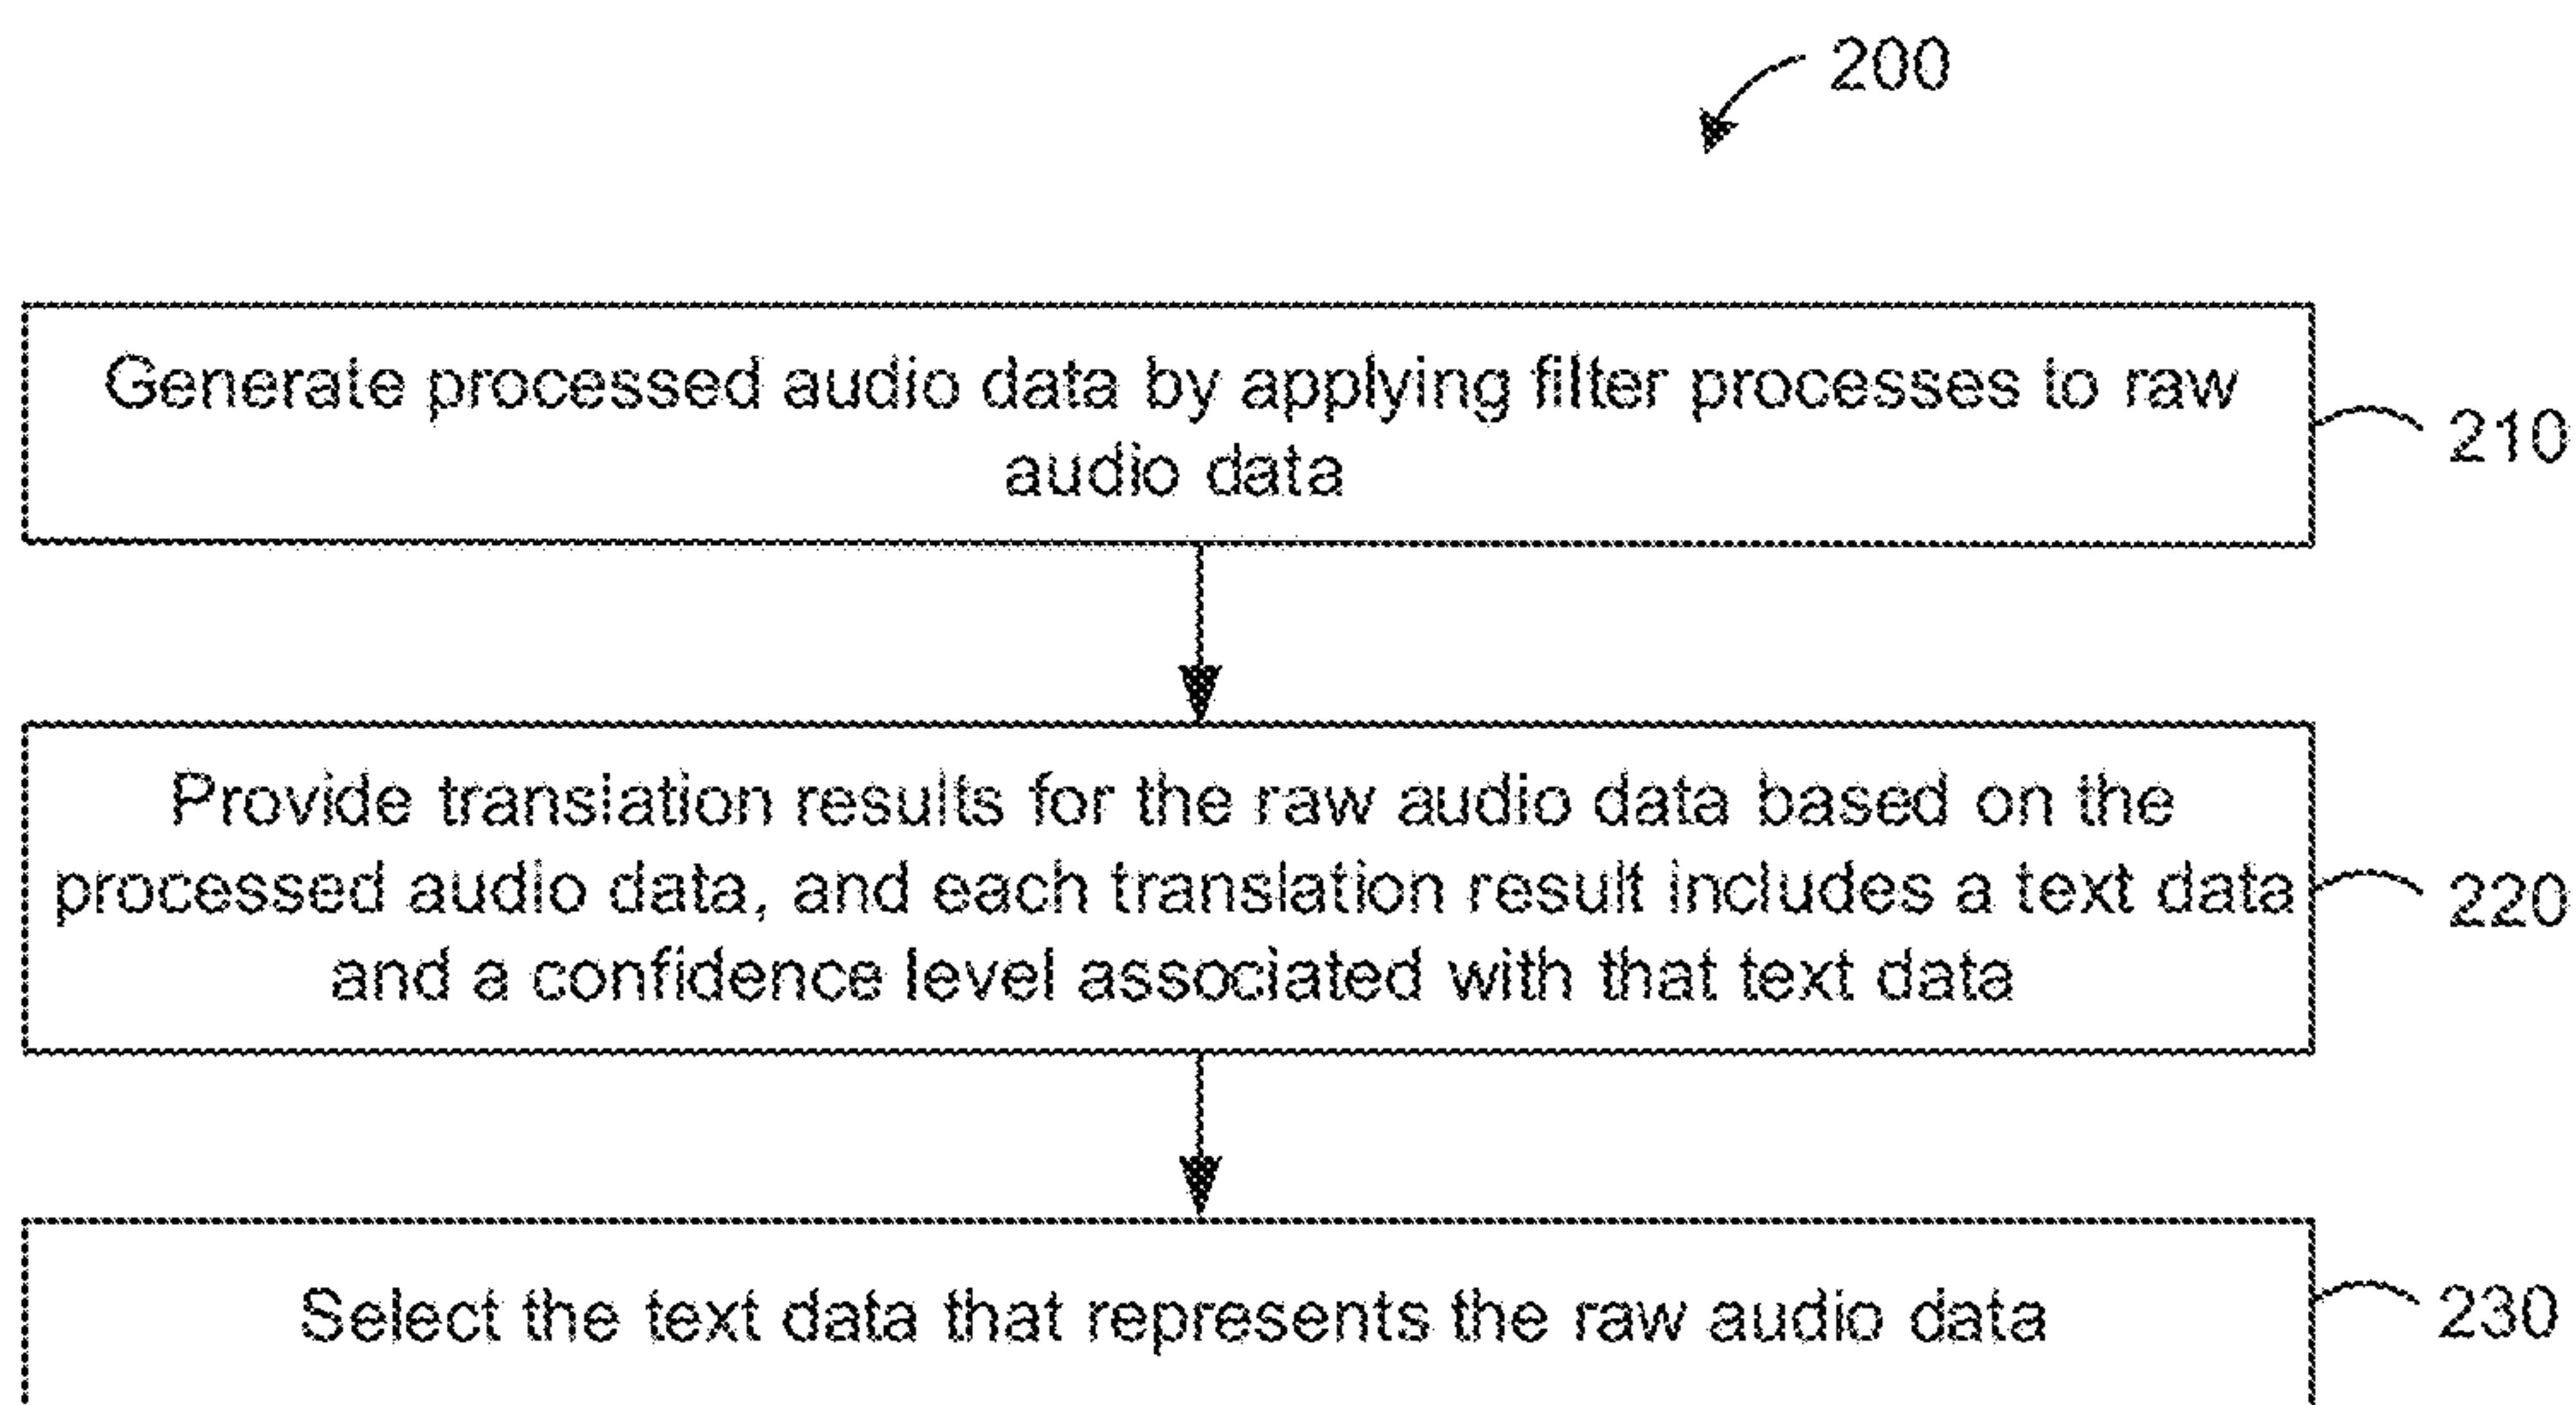 200
Generate processed audio data by applying filter processes to raw
audio data
210
Provide translation results for the raw audio data based on the
processed audio data, and each translation result includes a text data
and a confidence level associated with that text data
220
Select the text data that represents the raw audio data
230